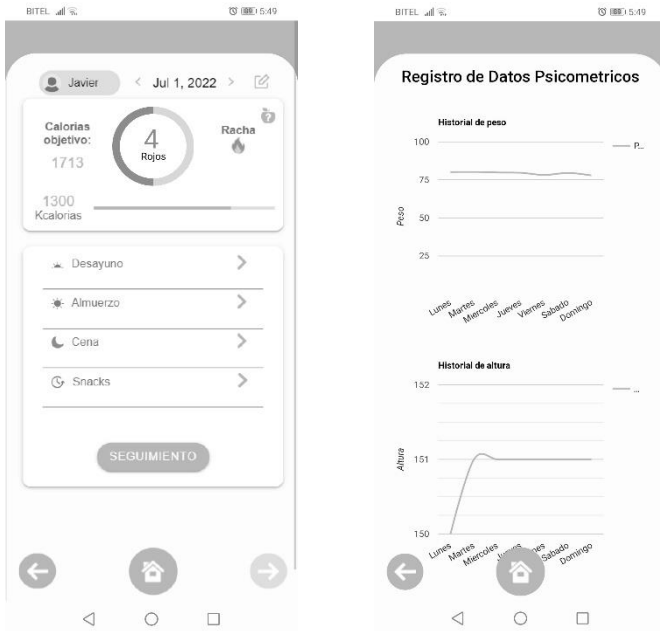 BITEL 5:49
Javier < Jul 1, 2022 >
Calorias
objetivo:
1713
4
Rojos
Racha
?
1300
Kcalorias
Desayuno
Almuerzo
Cena
Snacks
SEGUIMIENTO
BITEL 5:49
Registro de Datos Psicometricos
Historial de peso
100
75
50
25
Peso
P...
Lunes Martes Miercoles Jueves Viernes Sabado Domingo
Historial de altura
152
151
150
Altura
...
Lunes Martes Miercoles Sabado Domingo